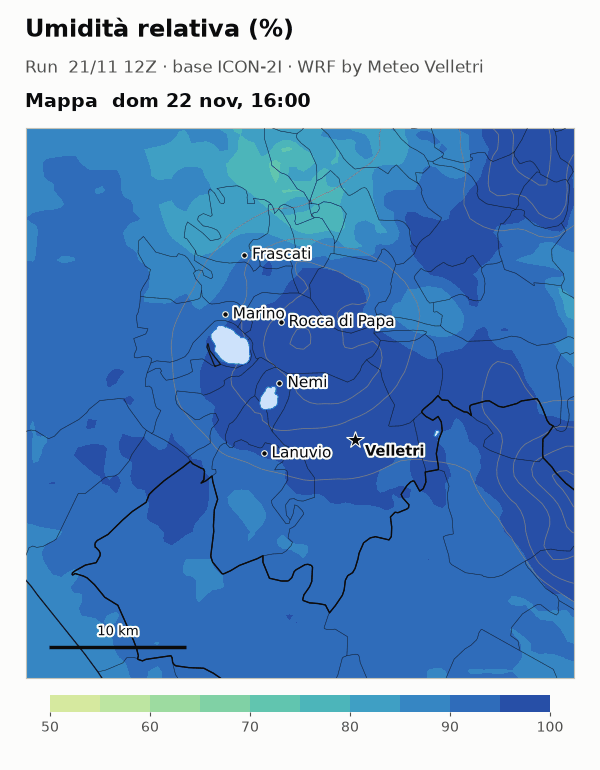 Umidità relativa (%)
Run  21/11 12Z · base ICON-2I · WRF by Meteo Velletri
Mappa  dom 22 nov, 16:00
Frascati
Marino
Rocca di Papa
Nemi
Velletri
Lanuvio
10 km
50 60 70 80 90 100